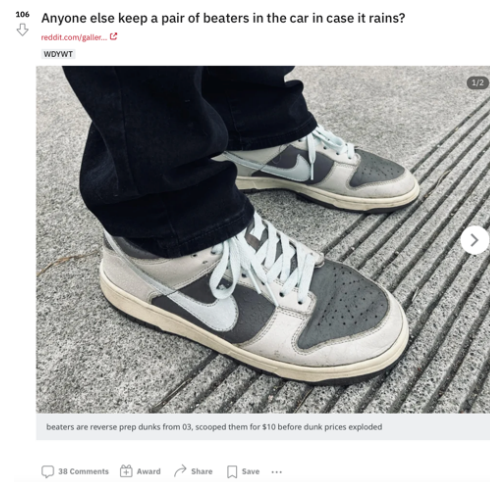 106
Anyone else keep a pair of beaters in the car in case it rains?
reddit.com/galler...
WDYWT
1/2
beaters are reverse prep dunks from 03, scooped them for $10 before dunk prices exploded
38 Comments Award Share Save ...